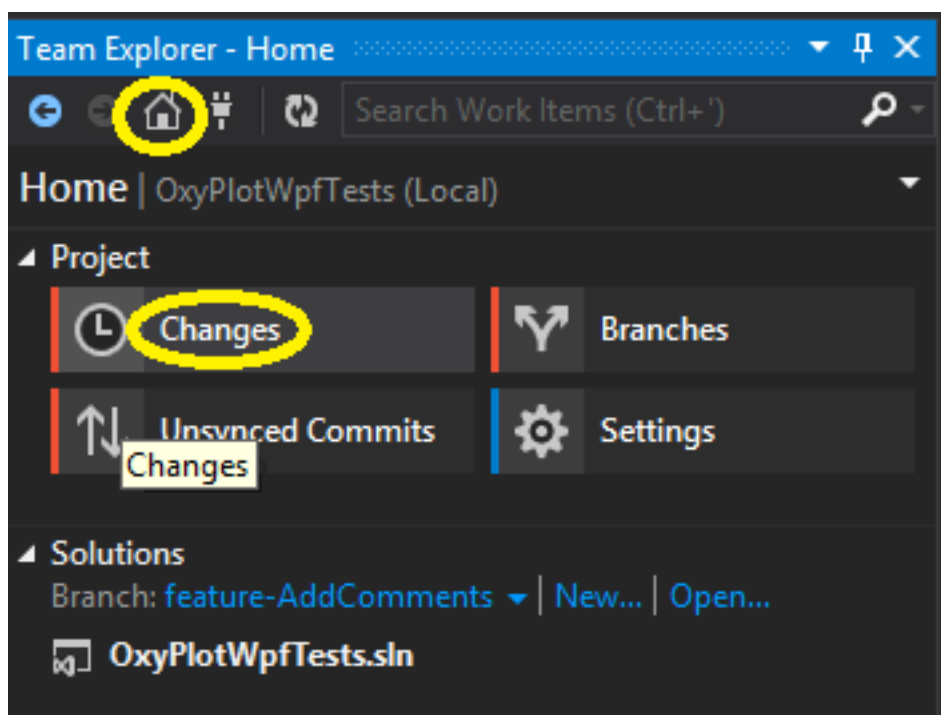 Team Explorer - Home
Search Work Items (Ctrl+')
Home | OxyPlotWpfTests (Local)
Project
Changes
Branches
Unsynced Commits
Settings
Changes
Solutions
Branch: feature-AddComments | New... | Open...
OxyPlotWpfTests.sln